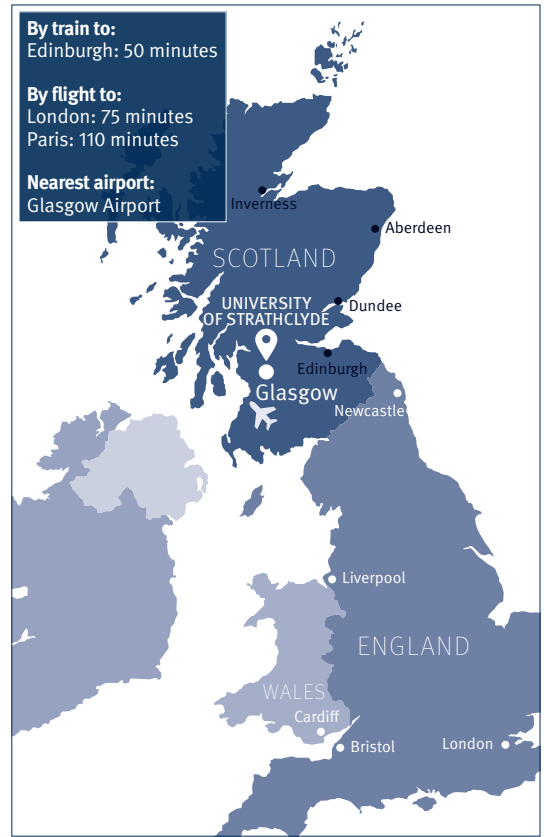 By train to:
Edinburgh: 50 minutes
By flight to:
London: 75 minutes
Paris: 110 minutes
Nearest airport:
Glasgow Airport
Inverness
Aberdeen
SCOTLAND
UNIVERSITY
OF STRATHCLYDE
Dundee
Edinburgh
Glasgow
Newcastle
Liverpool
ENGLAND
WALES
Cardiff
Bristol
London